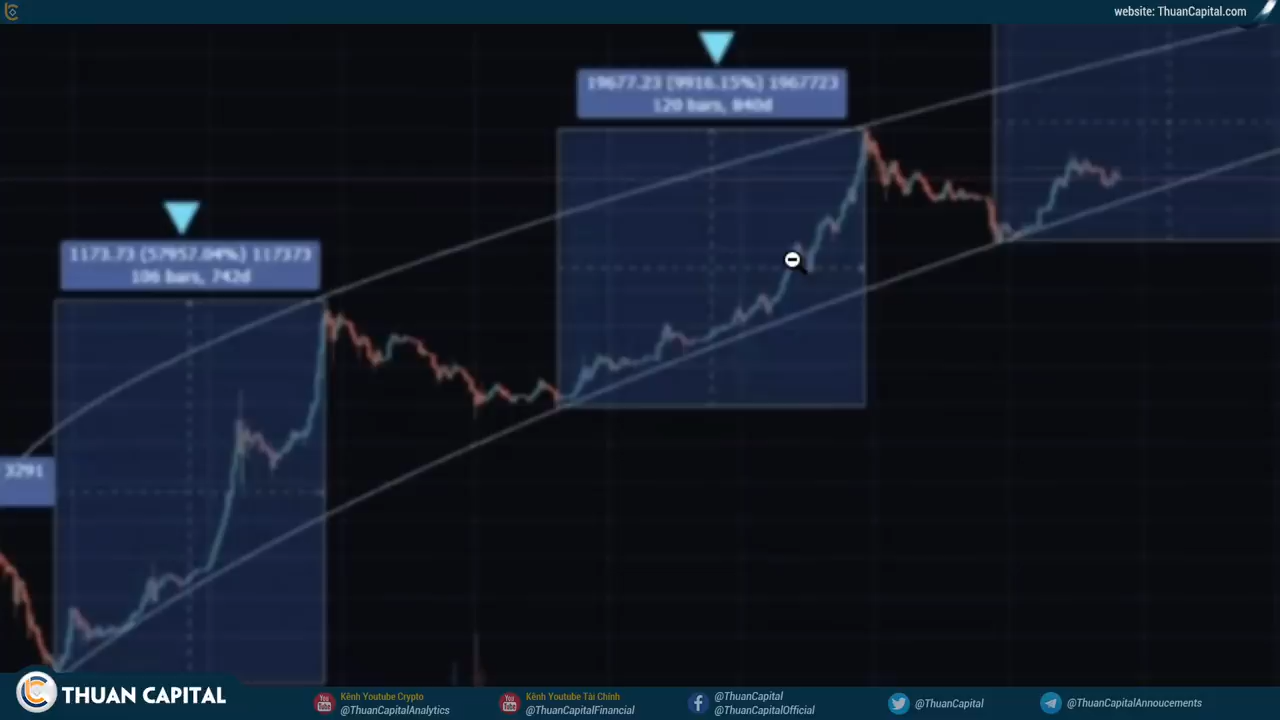 website: ThuanCapital.com
19677.23 (9916.15%) 1967723
120 bars, 840d
1173.73 (57957.04%) 117373
106 bars, 742d
3291
THUAN CAPITAL
Kênh Youtube Crypto
@ThuanCapitalAnalytics
Kênh Youtube Tài Chính
@ThuanCapitalFinancial
@ThuanCapital
@ThuanCapitalOfficial
@ThuanCapital
@ThuanCapitalAnnoucements